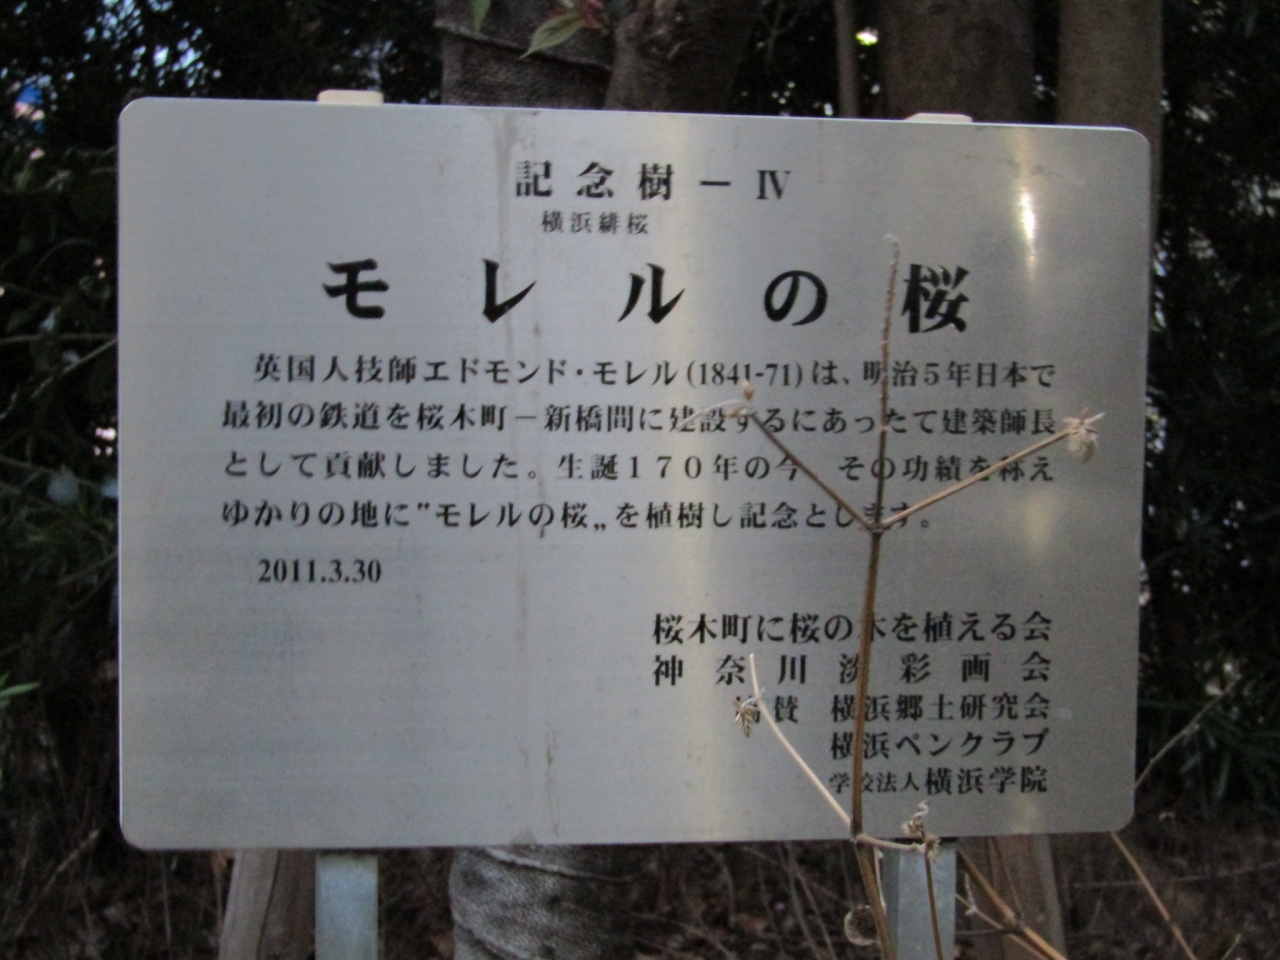 記念樹－Ⅳ
横浜緋桜
モレルの桜
英国人技師エドモンド・モレル(1841-71)は、明治5年日本で
最初の鉄道を桜木町－新橋間に建設するにあったて建築師長
として貢献しました。生誕170年の今 その功績を称え
ゆかりの地に"モレルの桜„を植樹し記念とします。
2011.3.30
桜木町に桜の木を植える会
神奈川淡彩画会
協賛 横浜郷土研究会
横浜ペンクラブ
学校法人横浜学院